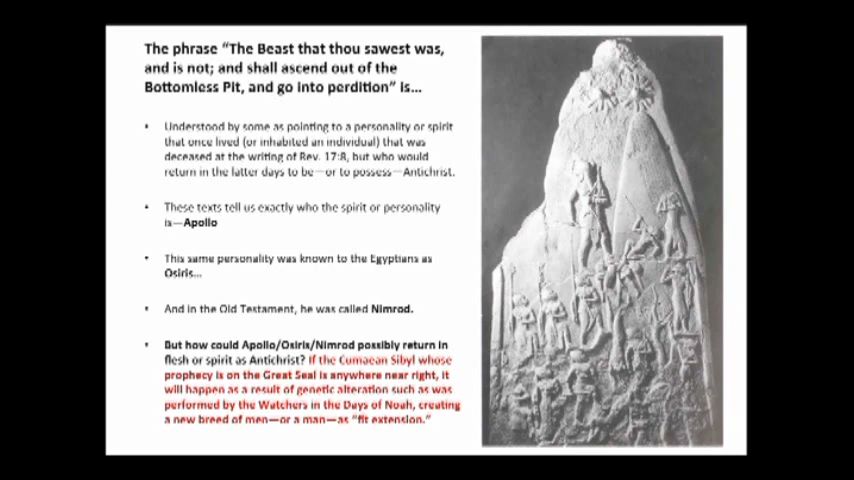 The phrase “The Beast that thou sawest was,
and is not; and shall ascend out of the
Bottomless Pit, and go into perdition” is…
• Understood by some as pointing to a personality or spirit
that once lived (or inhabited an individual) that was
deceased at the writing of Rev. 17:8, but who would
return in the latter days to be—or to possess—Antichrist.
• These texts tell us exactly who the spirit or personality
is—Apollo
• This same personality was known to the Egyptians as
Osiris…
• And in the Old Testament, he was called Nimrod.
• But how could Apollo/Osiris/Nimrod possibly return in
flesh or spirit as Antichrist? If the Cumaean Sibyl whose
prophecy is on the Great Seal is anywhere near right, it
will happen as a result of genetic alteration such as was
performed by the Watchers in the Days of Noah, creating
a new breed of men—or a man—as “fit extension.”